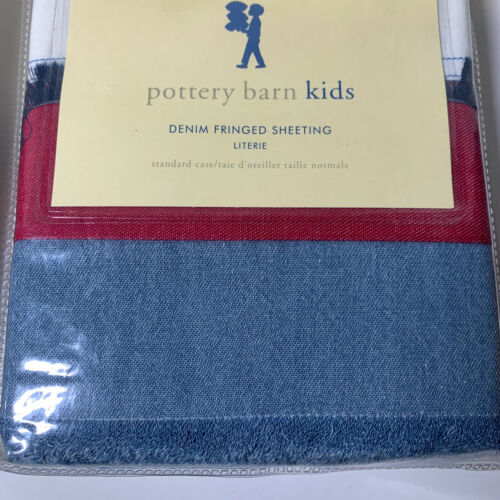 pottery barn kids
DENIM FRINGED SHEETING
LITERIE
standard case/taie d'oreiller taille normale